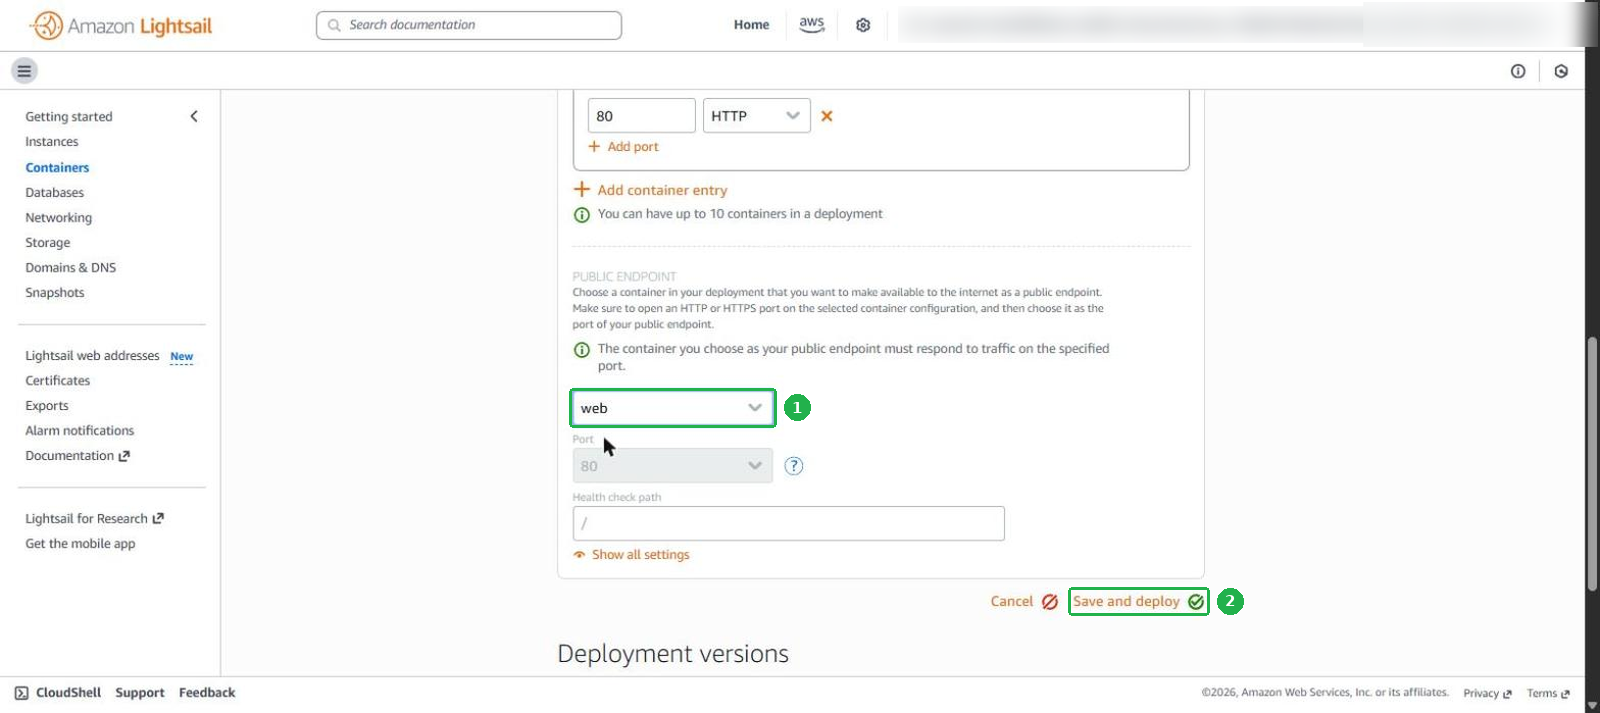 Amazon Lightsail
Search documentation
Home
aws
Getting started
Instances
Containers
Databases
Networking
Storage
Domains & DNS
Snapshots
Lightsail web addresses New
Certificates
Exports
Alarm notifications
Documentation
Lightsail for Research
Get the mobile app
80 HTTP
+ Add port
+ Add container entry
You can have up to 10 containers in a deployment
PUBLIC ENDPOINT
Choose a container in your deployment that you want to make available to the internet as a public endpoint.
Make sure to open an HTTP or HTTPS port on the selected container configuration, and then choose it as the
port of your public endpoint.
The container you choose as your public endpoint must respond to traffic on the specified
port.
web 1
Port
80 ?
Health check path
/
Show all settings
Cancel Save and deploy 2
Deployment versions
CloudShell Support Feedback
©2026, Amazon Web Services, Inc. or its affiliates. Privacy Terms